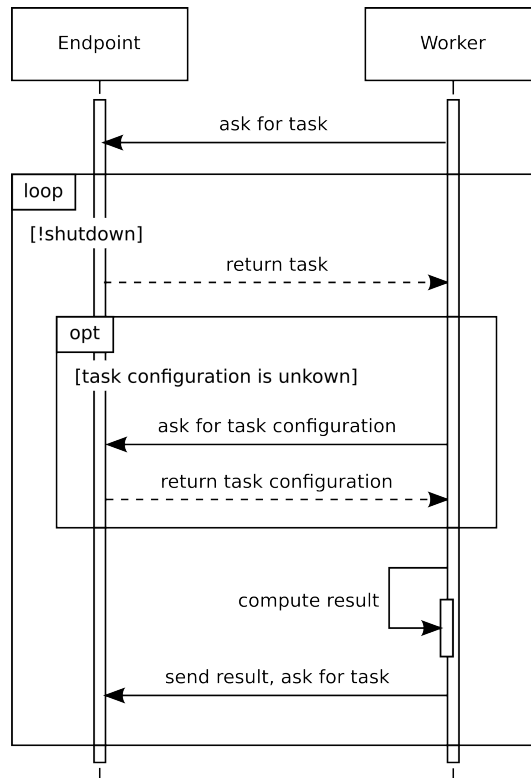 Endpoint
Worker
ask for task
loop
[!shutdown]
return task
opt
[task configuration is unkown]
ask for task configuration
return task configuration
compute result
send result, ask for task